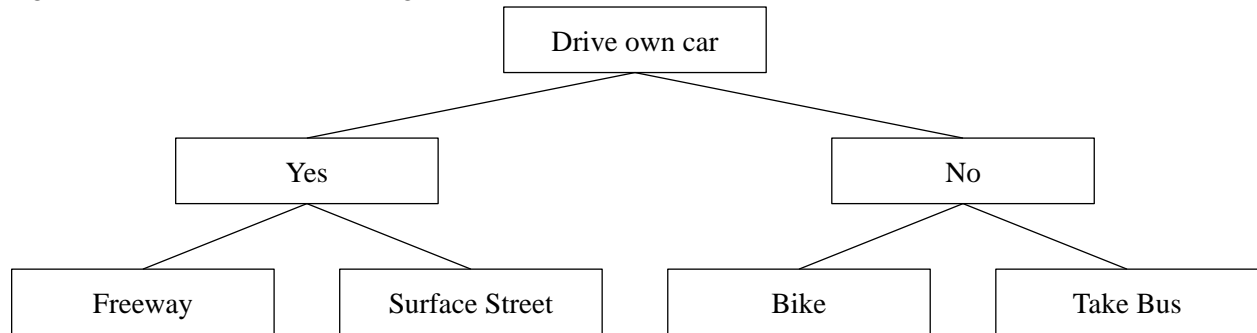 Drive own car
Yes
No
Freeway
Surface Street
Bike
Take Bus